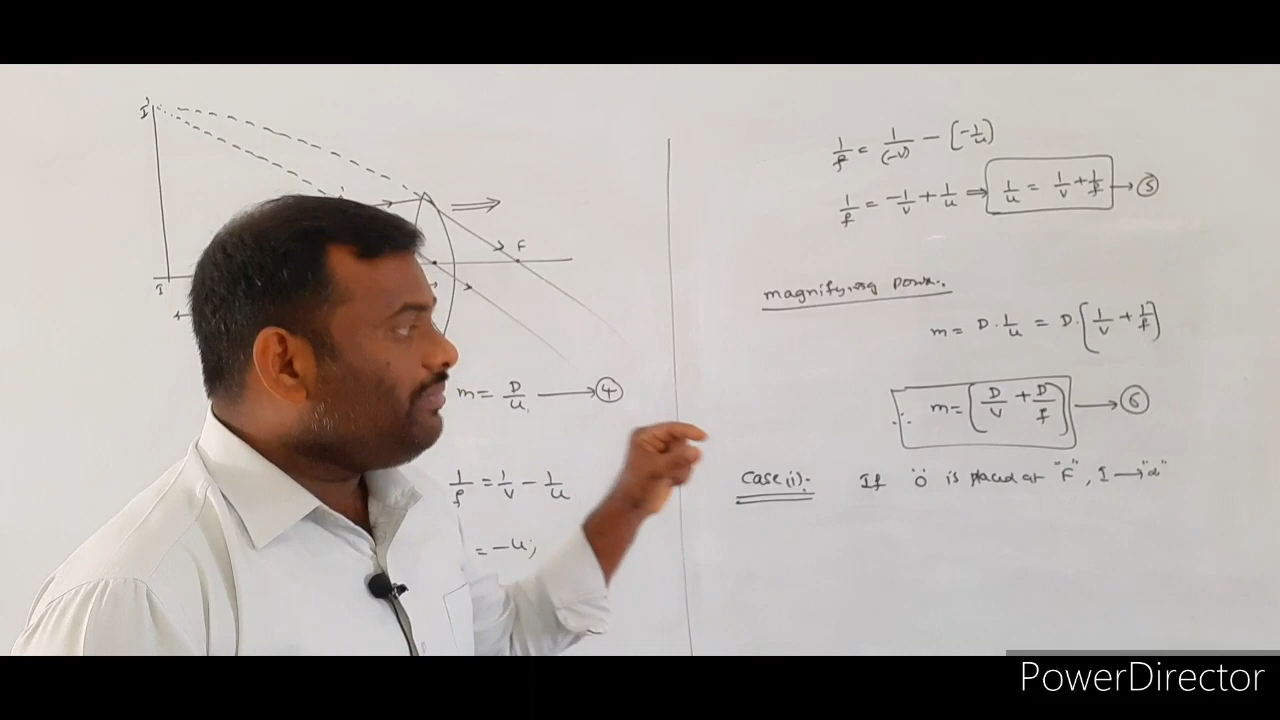 I'
F
I
m = D/u ⟶ ④
1/f = 1/v - 1/u
= -u;
1/f = 1/(-v) - [-1/u]
1/f = -1/v + 1/u ⇒ 1/u = 1/v + 1/f → ⑤
magnifying Power:.
m = D. 1/u = D. [1/v + 1/f]
∴ m = [D/v + D/f] ⟶ ⑥
Case(i):. If "O" is placed at "F", I ⟶ "α"
PowerDirector